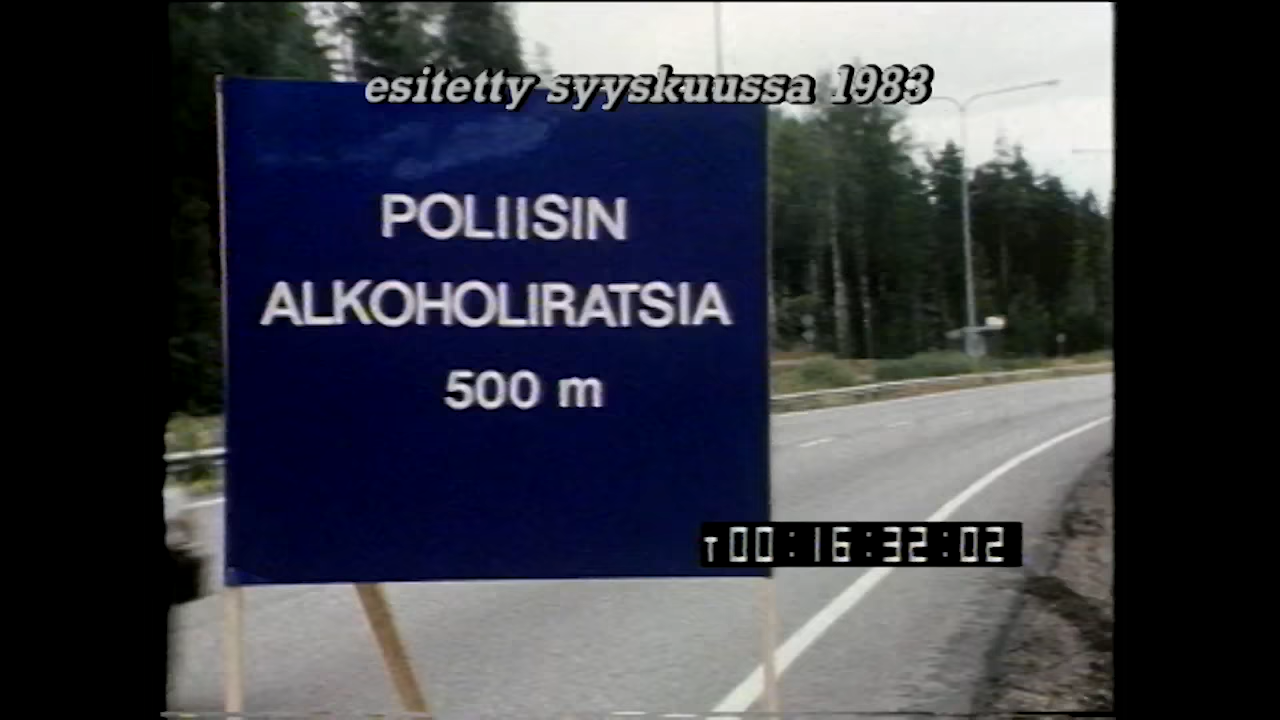 esitetty syyskuussa 1983
POLIISIN
ALKOHOLIRATSIA
500 m
T00:16:32:02